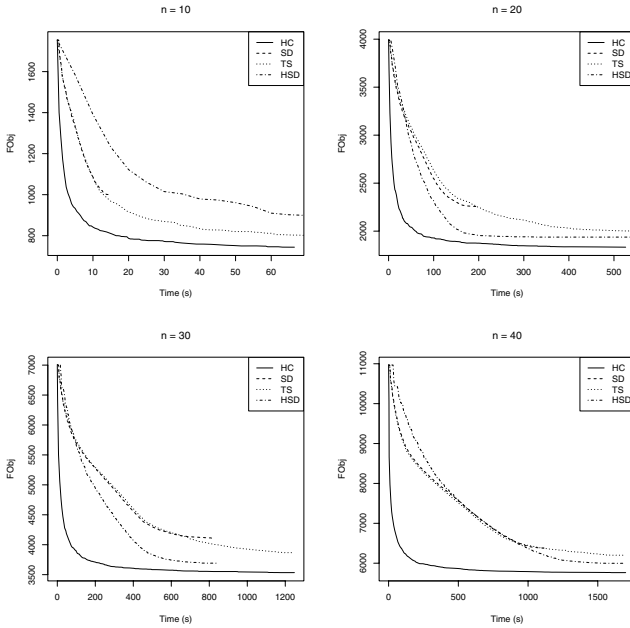 n = 10
FObj
1600
1400
1200
1000
800
0 10 20 30 40 50 60
Time (s)
HC
SD
TS
HSD
n = 20
FObj
4000
3500
3000
2500
2000
0 100 200 300 400 500
Time (s)
HC
SD
TS
HSD
n = 30
FObj
7000
6500
6000
5500
5000
4500
4000
3500
0 200 400 600 800 1000 1200
Time (s)
HC
SD
TS
HSD
n = 40
FObj
11000
10000
9000
8000
7000
6000
0 500 1000 1500
Time (s)
HC
SD
TS
HSD